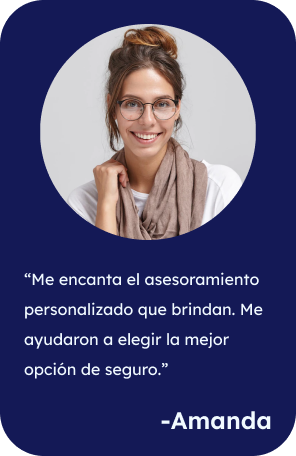 “Me encanta el asesoramiento
personalizado que brindan. Me
ayudaron a elegir la mejor
opción de seguro.”
-Amanda